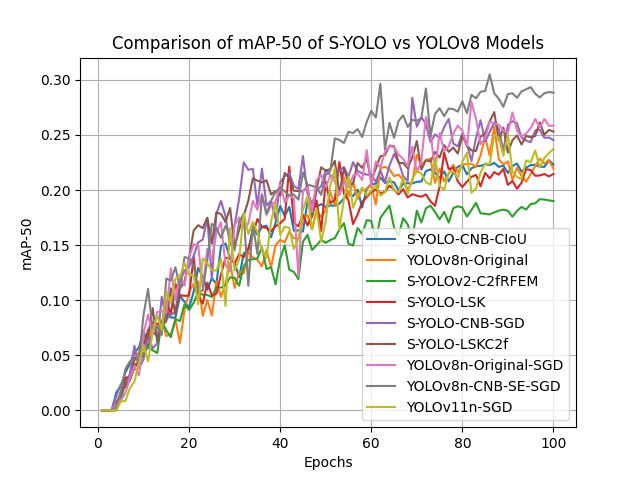 Comparison of mAP-50 of S-YOLO vs YOLOv8 Models
mAP-50
0.30
0.25
0.20
0.15
0.10
0.05
0.00
0
20
40
60
80
100
Epochs
S-YOLO-CNB-CIoU
YOLOv8n-Original
S-YOLOv2-C2fRFEM
S-YOLO-LSK
S-YOLO-CNB-SGD
S-YOLO-LSKC2f
YOLOv8n-Original-SGD
YOLOv8n-CNB-SE-SGD
YOLOv11n-SGD